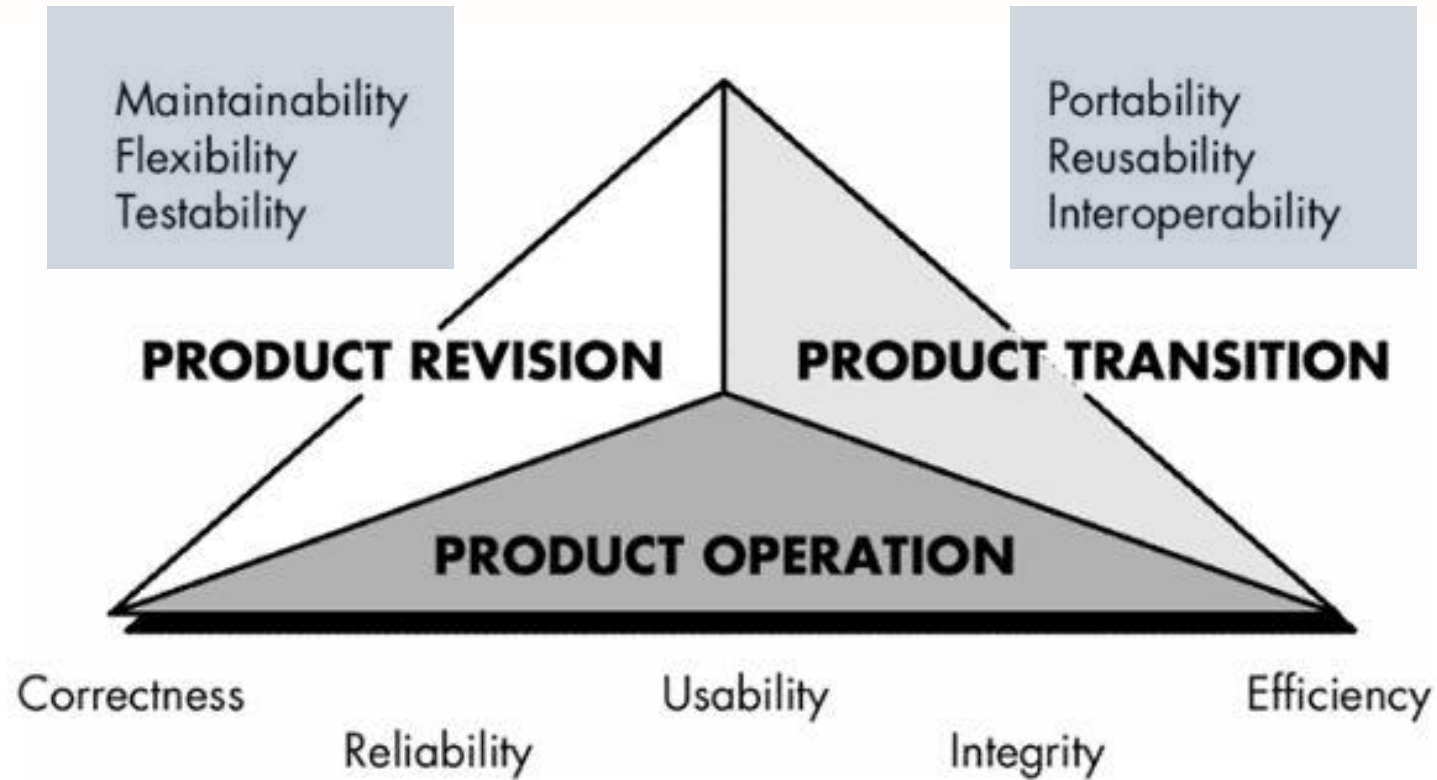 Maintainability
Flexibility
Testability
Portability
Reusability
Interoperability
PRODUCT REVISION
PRODUCT TRANSITION
PRODUCT OPERATION
Correctness
Usability
Efficiency
Reliability
Integrity